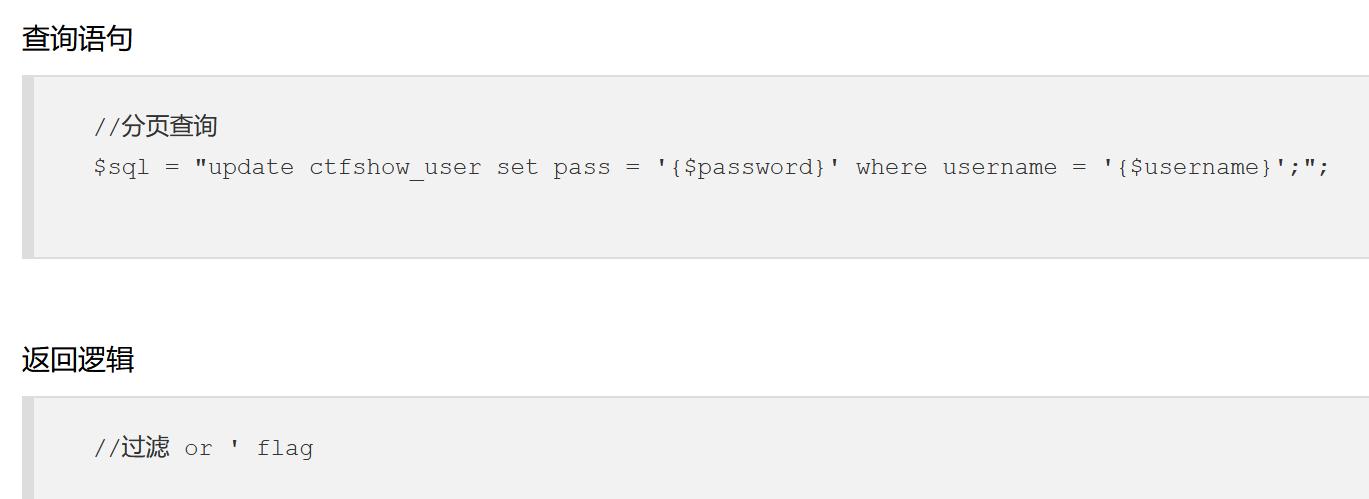 查询语句
//分页查询
$sql = "update ctfshow_user set pass = '{$password}' where username = '{$username}';";
返回逻辑
//过滤 or ' flag